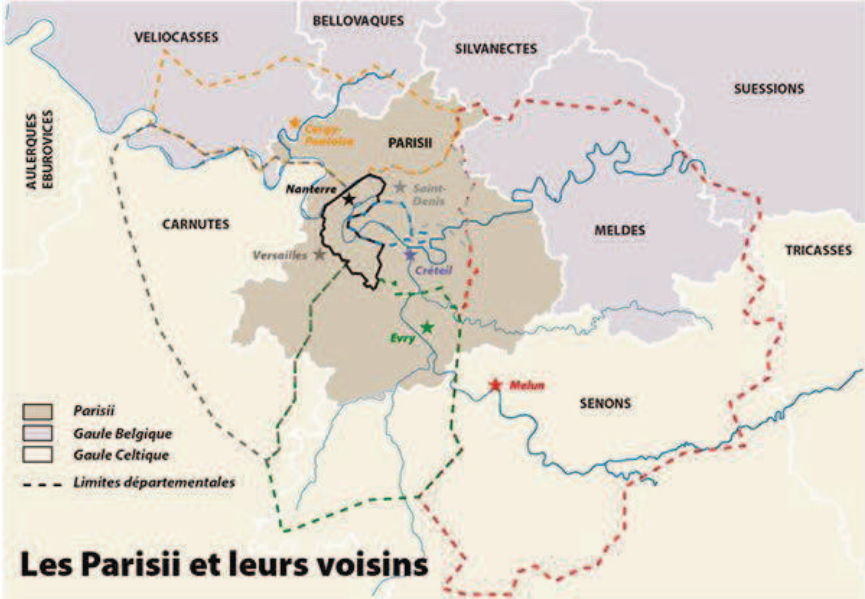 BELLOVAQUES
VELIOCASSES
SILVANECTES
SUESSIONS
AULERQUES
EBUROVICES
Cergy-
Pontoise
PARISII
Nanterre
Saint-
Denis
CARNUTES
MELDES
TRICASSES
Versailles
Créteil
Evry
Melun
SENONS
Parisii
Gaule Belgique
Gaule Celtique
Limites départementales
Les Parisii et leurs voisins